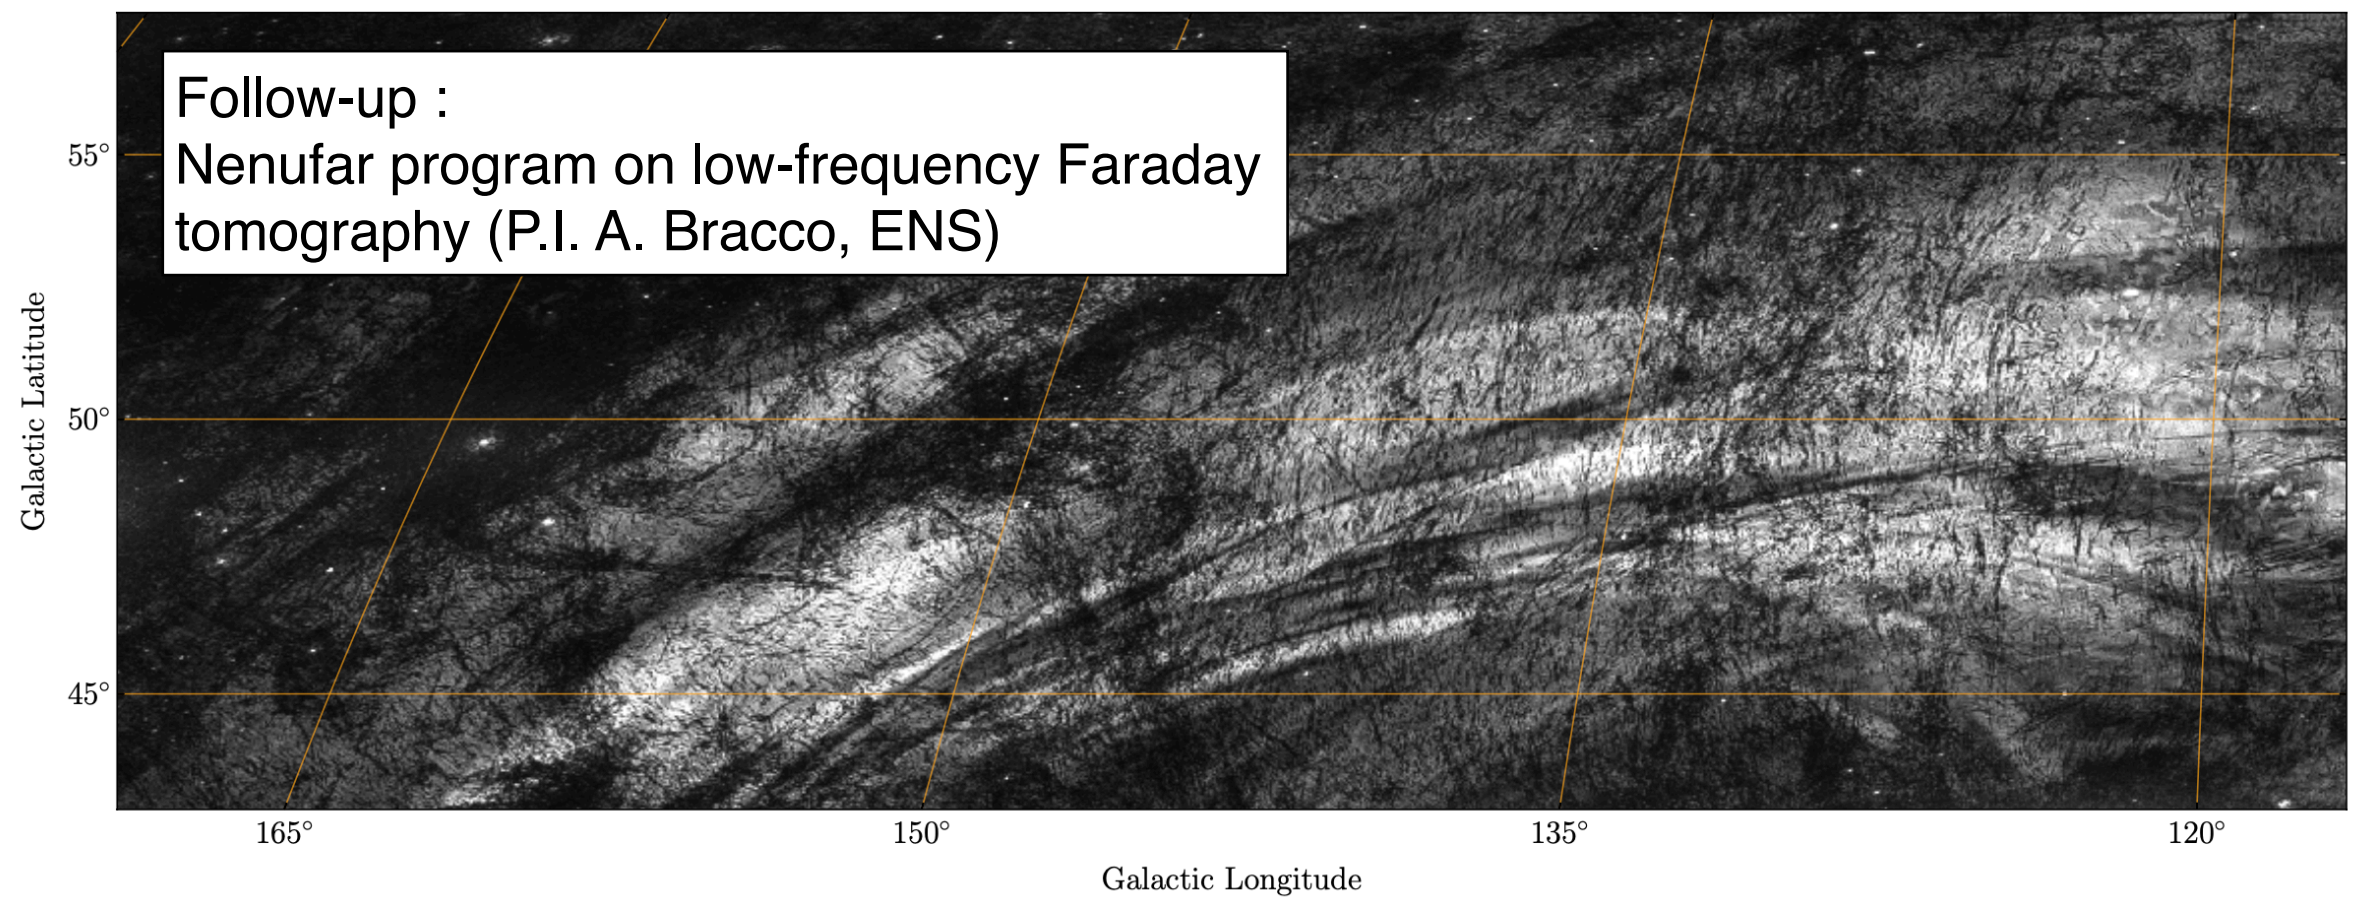 Follow-up :
Nenufar program on low-frequency Faraday
tomography (P.I. A. Bracco, ENS)
55°
50°
45°
Galactic Latitude
165°
150°
135°
120°
Galactic Longitude